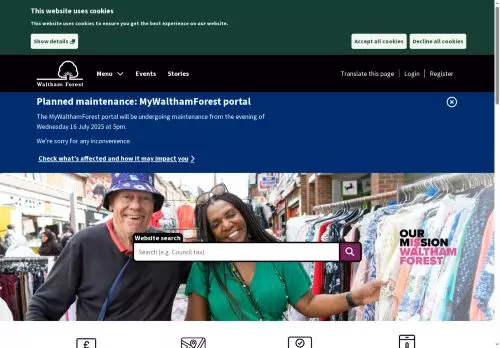 This website uses cookies
This website uses cookies to ensure you get the best experience on our website.
Show details
Accept all cookies
Decline all cookies
Waltham Forest
Menu
Events
Stories
Translate this page
Login
Register
Planned maintenance: MyWalthamForest portal
The MyWalthamForest portal will be undergoing maintenance from the evening of
Wednesday 16 July 2025 at 5pm.
We're sorry for any inconvenience.
Check what's affected and how it may impact you
Website search
Search (e.g. Council tax)
OUR
MISSION
WALTHAM
FOREST
£